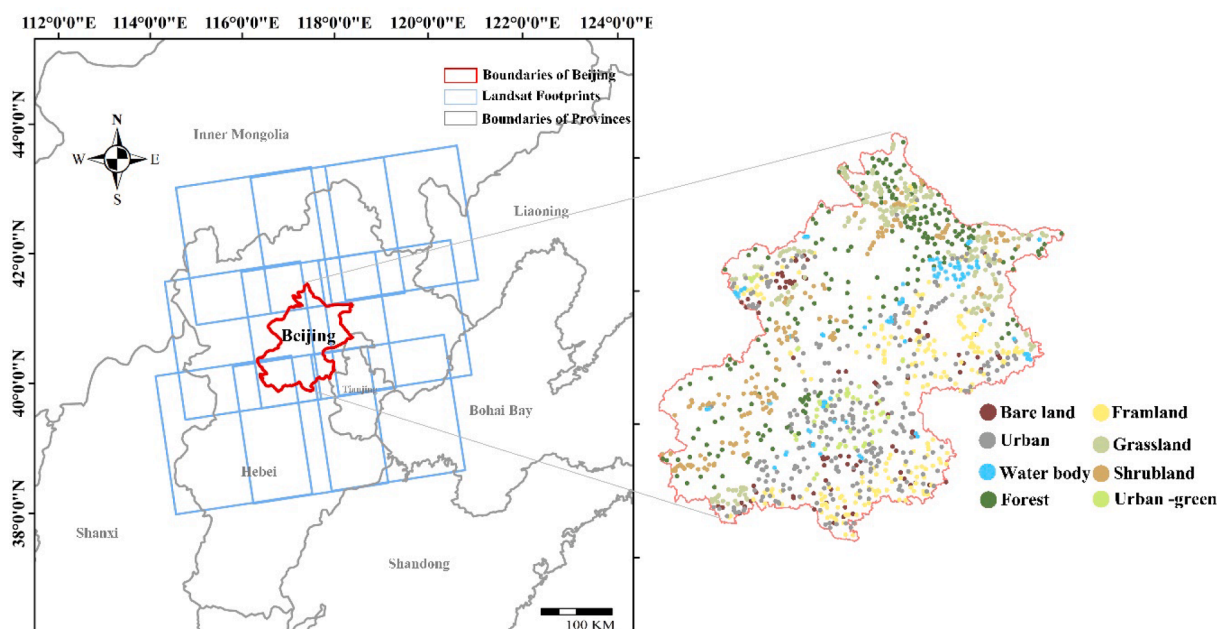 112°0'0"E 114°0'0"E 116°0'0"E 118°0'0"E 120°0'0"E 122°0'0"E 124°0'0"E
Boundaries of Beijing
Landsat Footprints
Boundaries of Provinces
44°0'0"N
42°0'0"N
40°0'0"N
38°0'0"N
N
W E
S
Inner Mongolia
Liaoning
Beijing
Tianjing
Bohai Bay
Hebei
Shanxi
Shandong
100 KM
Bare land
Framland
Urban
Grassland
Water body
Shrubland
Forest
Urban -green